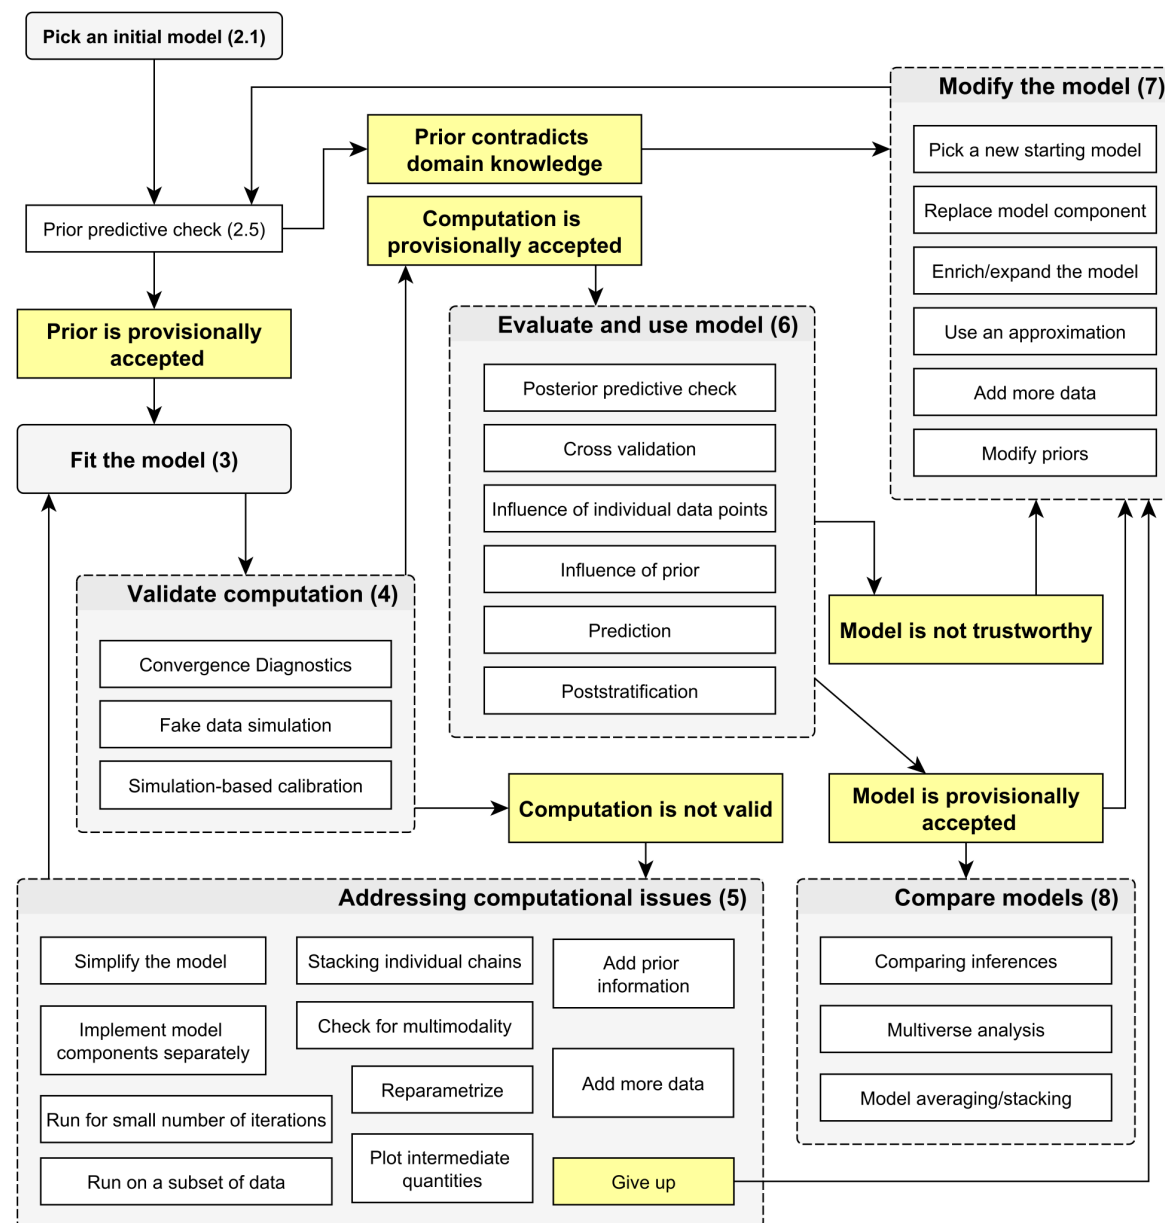 Pick an initial model (2.1)
Modify the model (7)
Pick a new starting model
Replace model component
Enrich/expand the model
Use an approximation
Add more data
Modify priors
Prior contradicts
domain knowledge
Prior predictive check (2.5)
Computation is
provisionally accepted
Prior is provisionally
accepted
Evaluate and use model (6)
Posterior predictive check
Cross validation
Influence of individual data points
Influence of prior
Prediction
Poststratification
Fit the model (3)
Validate computation (4)
Convergence Diagnostics
Fake data simulation
Simulation-based calibration
Model is not trustworthy
Computation is not valid
Model is provisionally
accepted
Addressing computational issues (5)
Simplify the model
Implement model
components separately
Run for small number of iterations
Run on a subset of data
Stacking individual chains
Check for multimodality
Reparametrize
Plot intermediate
quantities
Add prior
information
Add more data
Give up
Compare models (8)
Comparing inferences
Multiverse analysis
Model averaging/stacking